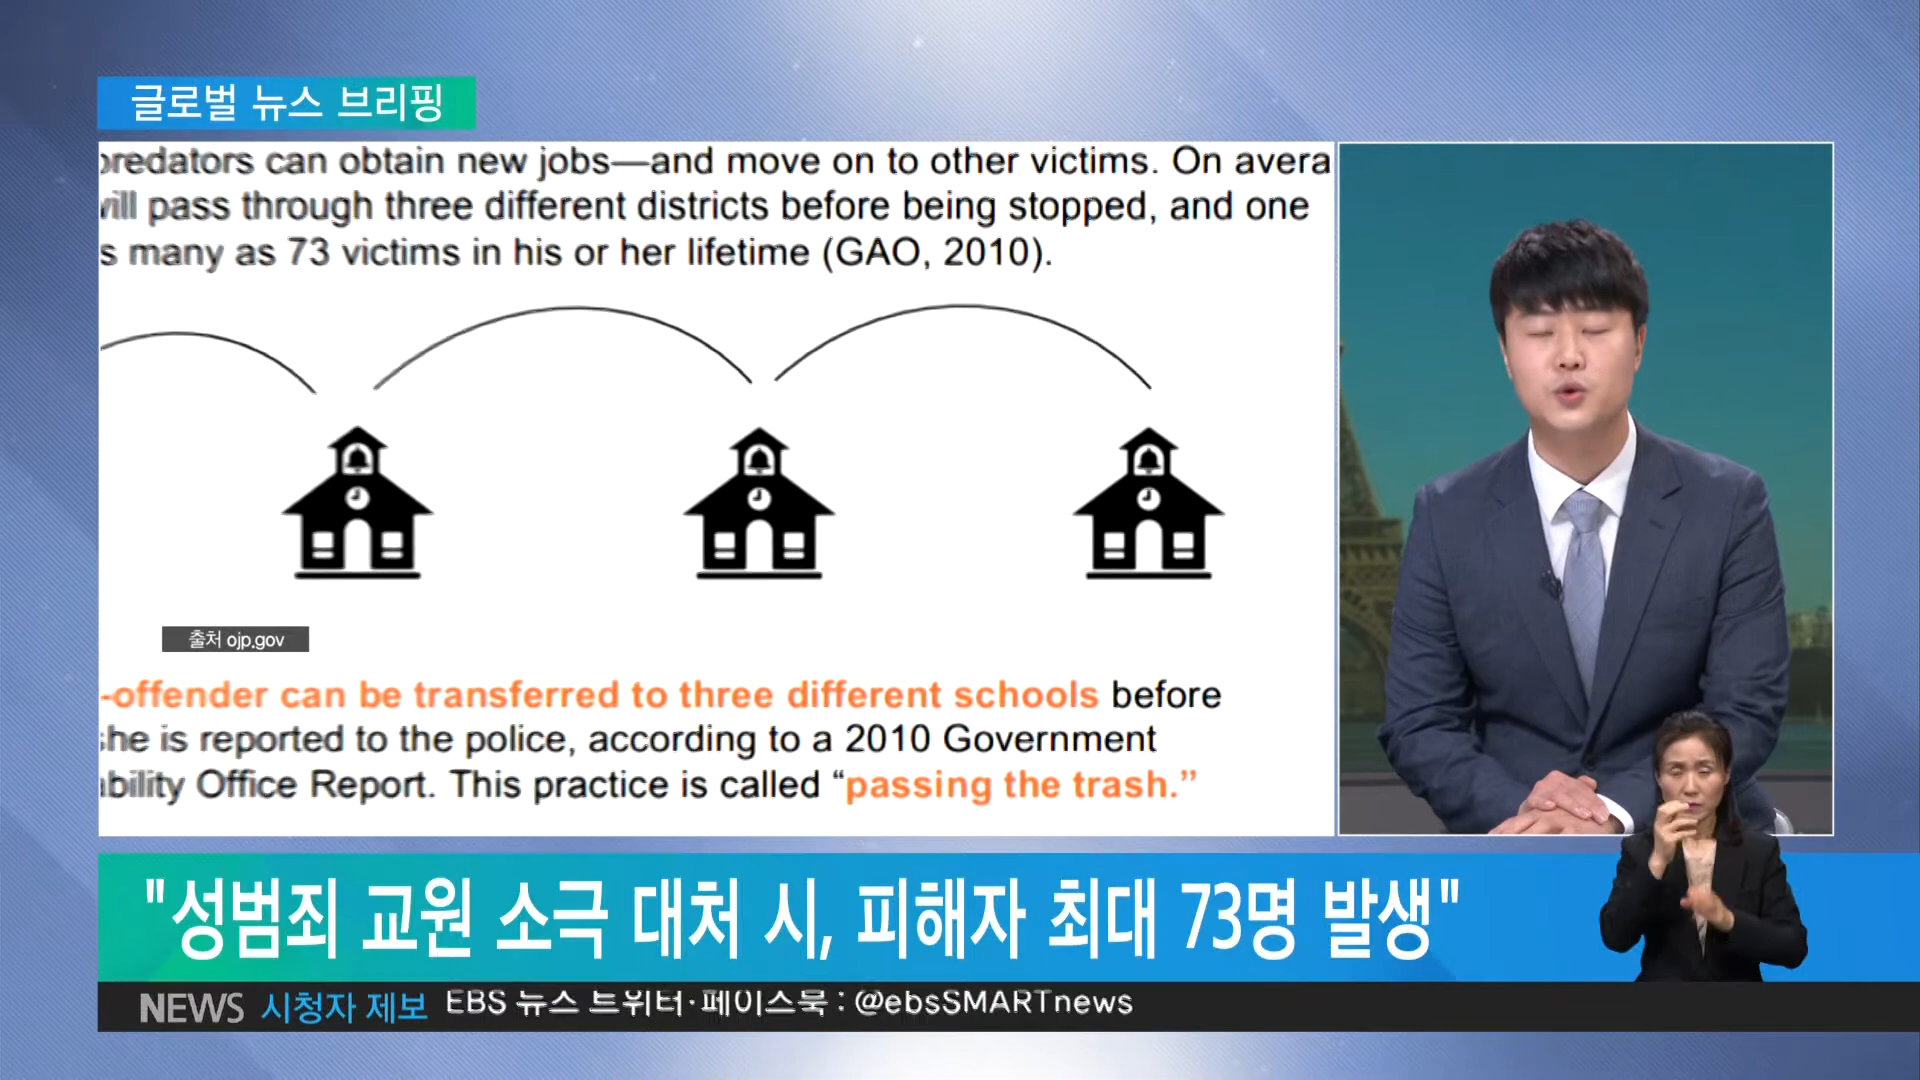 글로벌 뉴스 브리핑
predators can obtain new jobs—and move on to other victims. On avera
will pass through three different districts before being stopped, and one
s many as 73 victims in his or her lifetime (GAO, 2010).
출처 ojp.gov
-offender can be transferred to three different schools before
she is reported to the police, according to a 2010 Government
ability Office Report. This practice is called “passing the trash.”
"성범죄 교원 소극 대처 시, 피해자 최대 73명 발생"
NEWS 시청자 제보 EBS 뉴스 트위터·페이스북 : @ebsSMARTnews